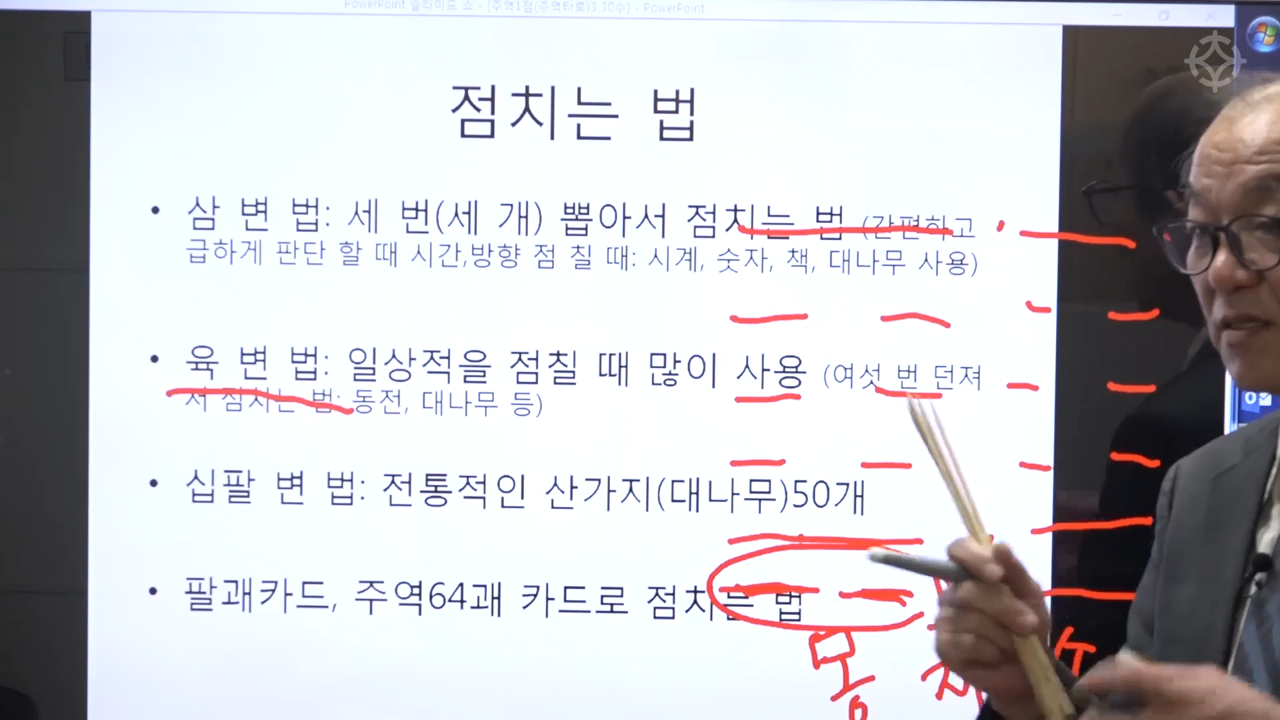 PowerPoint 슬라이드 쇼 - [주역1점(주역타로)3.30수] - PowerPoint
점치는 법
• 삼 변 법: 세 번(세 개) 뽑아서 점치는 법 (간편하고
급하게 판단 할 때 시간,방향 점 칠 때: 시계, 숫자, 책, 대나무 사용)
• 육 변 법: 일상적을 점칠 때 많이 사용 (여섯 번 던져
서 점치는 법: 동전, 대나무 등)
• 십팔 변 법: 전통적인 산가지(대나무)50개
• 팔괘카드, 주역64괘 카드로 점치는 법
몽